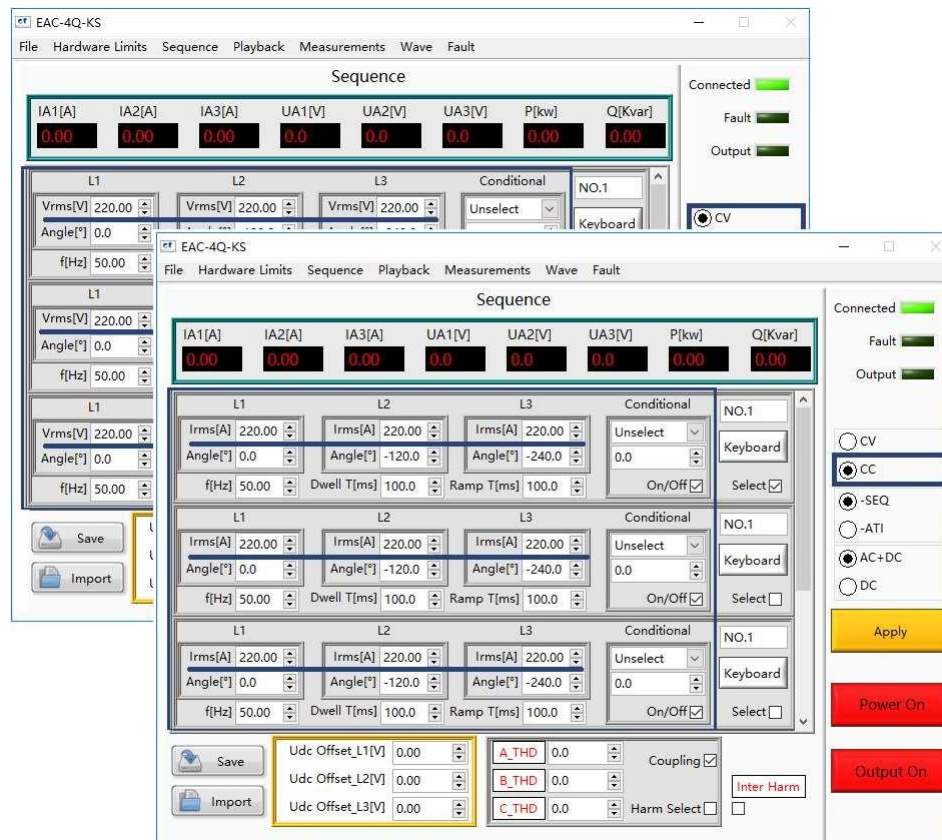 EAC-4Q-KS
File Hardware Limits Sequence Playback Measurements Wave Fault
Sequence
Connected
Fault
Output
IA1[A] IA2[A] IA3[A] UA1[V] UA2[V] UA3[V] P[kw] Q[Kvar]
0.00 0.00 0.00 0.0 0.0 0.0 0.00 0.00
L1 L2 L3 Conditional NO.1
Vrms[V] 220.00 Vrms[V] 220.00 Vrms[V] 220.00 Unselect Keyboard
CV
Angle[°] 0.0
f[Hz] 50.00
L1
Vrms[V] 220.00
Angle[°] 0.0
f[Hz] 50.00
L1
Vrms[V] 220.00
Angle[°] 0.0
f[Hz] 50.00
Save
Import
EAC-4Q-KS
File Hardware Limits Sequence Playback Measurements Wave Fault
Sequence
Connected
Fault
Output
IA1[A] IA2[A] IA3[A] UA1[V] UA2[V] UA3[V] P[kw] Q[Kvar]
0.00 0.00 0.00 0.0 0.0 0.0 0.00 0.00
L1 L2 L3 Conditional NO.1
Irms[A] 220.00 Irms[A] 220.00 Irms[A] 220.00 Unselect Keyboard
Angle[°] 0.0 Angle[°] -120.0 Angle[°] -240.0 0.0
f[Hz] 50.00 Dwell T[ms] 100.0 Ramp T[ms] 100.0 On/Off Select
L1 L2 L3 Conditional NO.1
Irms[A] 220.00 Irms[A] 220.00 Irms[A] 220.00 Unselect Keyboard
Angle[°] 0.0 Angle[°] -120.0 Angle[°] -240.0 0.0
f[Hz] 50.00 Dwell T[ms] 100.0 Ramp T[ms] 100.0 On/Off Select
L1 L2 L3 Conditional NO.1
Irms[A] 220.00 Irms[A] 220.00 Irms[A] 220.00 Unselect Keyboard
Angle[°] 0.0 Angle[°] -120.0 Angle[°] -240.0 0.0
f[Hz] 50.00 Dwell T[ms] 100.0 Ramp T[ms] 100.0 On/Off Select
CV
CC
-SEQ
-ATI
AC+DC
DC
Apply
Power On
Output On
Save
Import
Udc Offset_L1[V] 0.00
Udc Offset_L2[V] 0.00
Udc Offset_L3[V] 0.00
A_THD 0.0 Coupling
B_THD 0.0
C_THD 0.0 Harm Select
Inter Harm